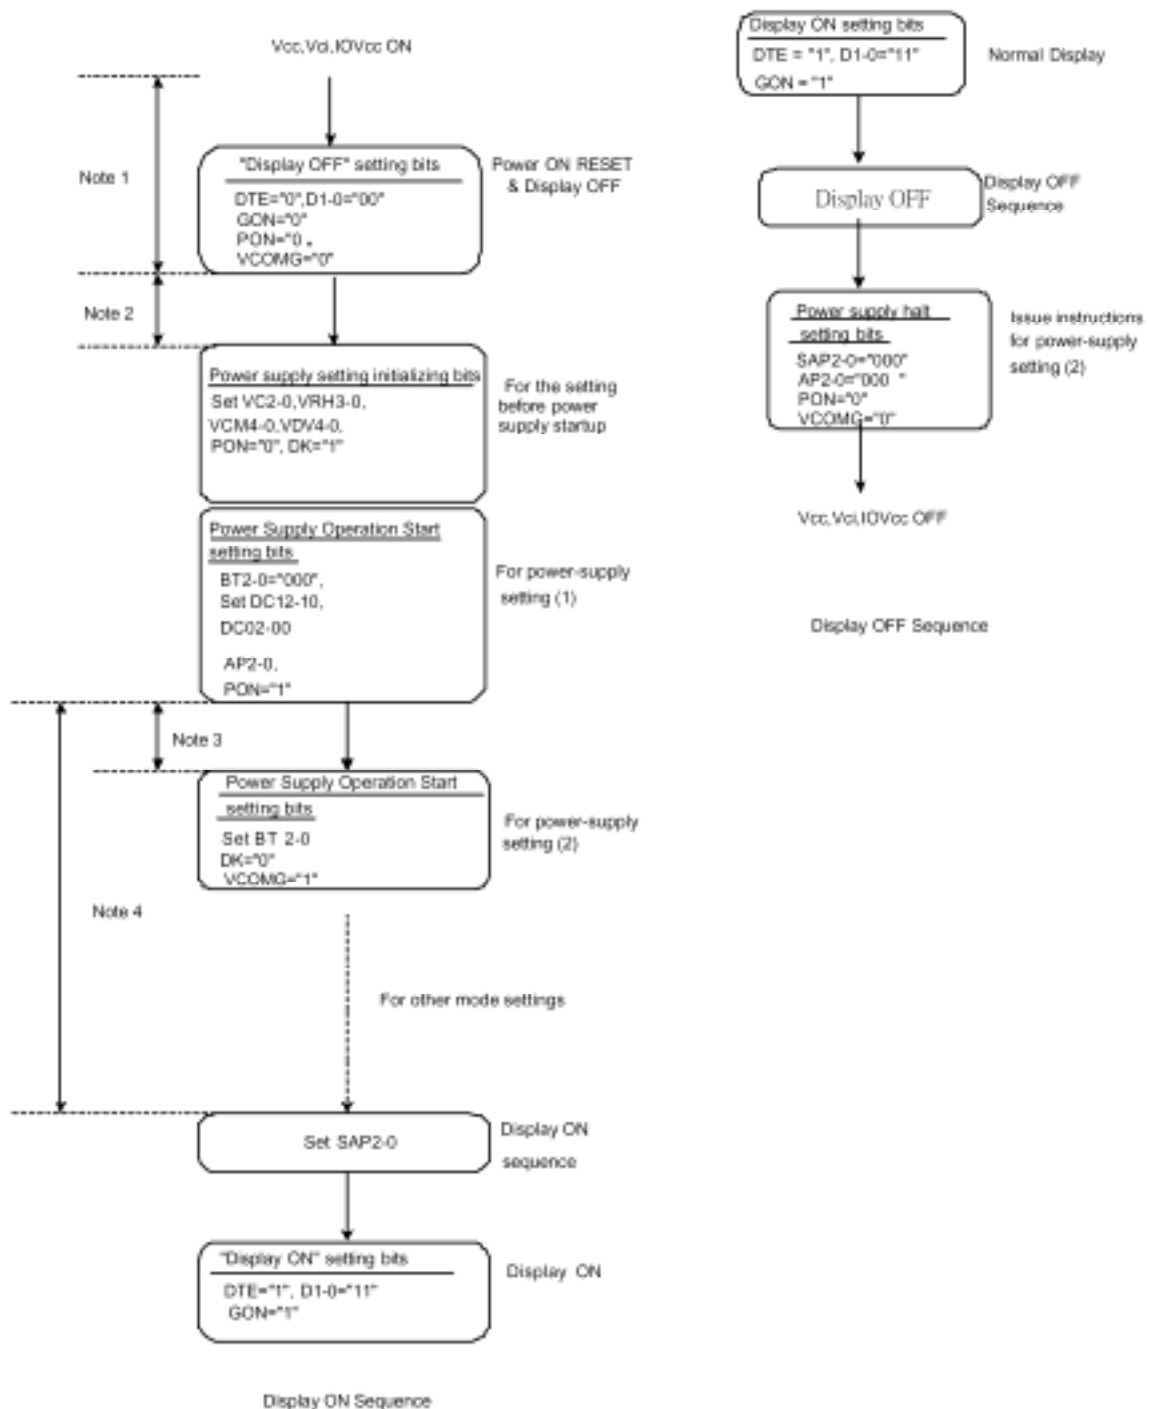 Vcc,Vci,IOVcc ON
Note 1
"Display OFF" setting bits
DTE="0",D1-0="00"
GON="0"
PON="0 "
VCOMG="0"
Power ON RESET
& Display OFF
Note 2
Power supply setting initializing bits
Set VC2-0,VRH3-0,
VCM4-0,VDV4-0,
PON="0", DK="1"
For the setting
before power
supply startup
Power Supply Operation Start
setting bits
BT2-0="000",
Set DC12-10,
DC02-00
AP2-0,
PON="1"
For power-supply
setting (1)
Note 3
Power Supply Operation Start
setting bits
Set BT 2-0
DK="0"
VCOMG="1"
For power-supply
setting (2)
Note 4
For other mode settings
Set SAP2-0
Display ON
sequence
"Display ON" setting bits
DTE="1", D1-0="11"
GON="1"
Display ON
Display ON Sequence
Display ON setting bits
DTE = "1", D1-0="11"
GON = "1"
Normal Display
Display OFF
Display OFF
Sequence
Power supply halt
setting bits
SAP2-0="000"
AP2-0="000 "
PON="0"
VCOMG="0"
Issue instructions
for power-supply
setting (2)
Vcc,Vci,IOVcc OFF
Display OFF Sequence